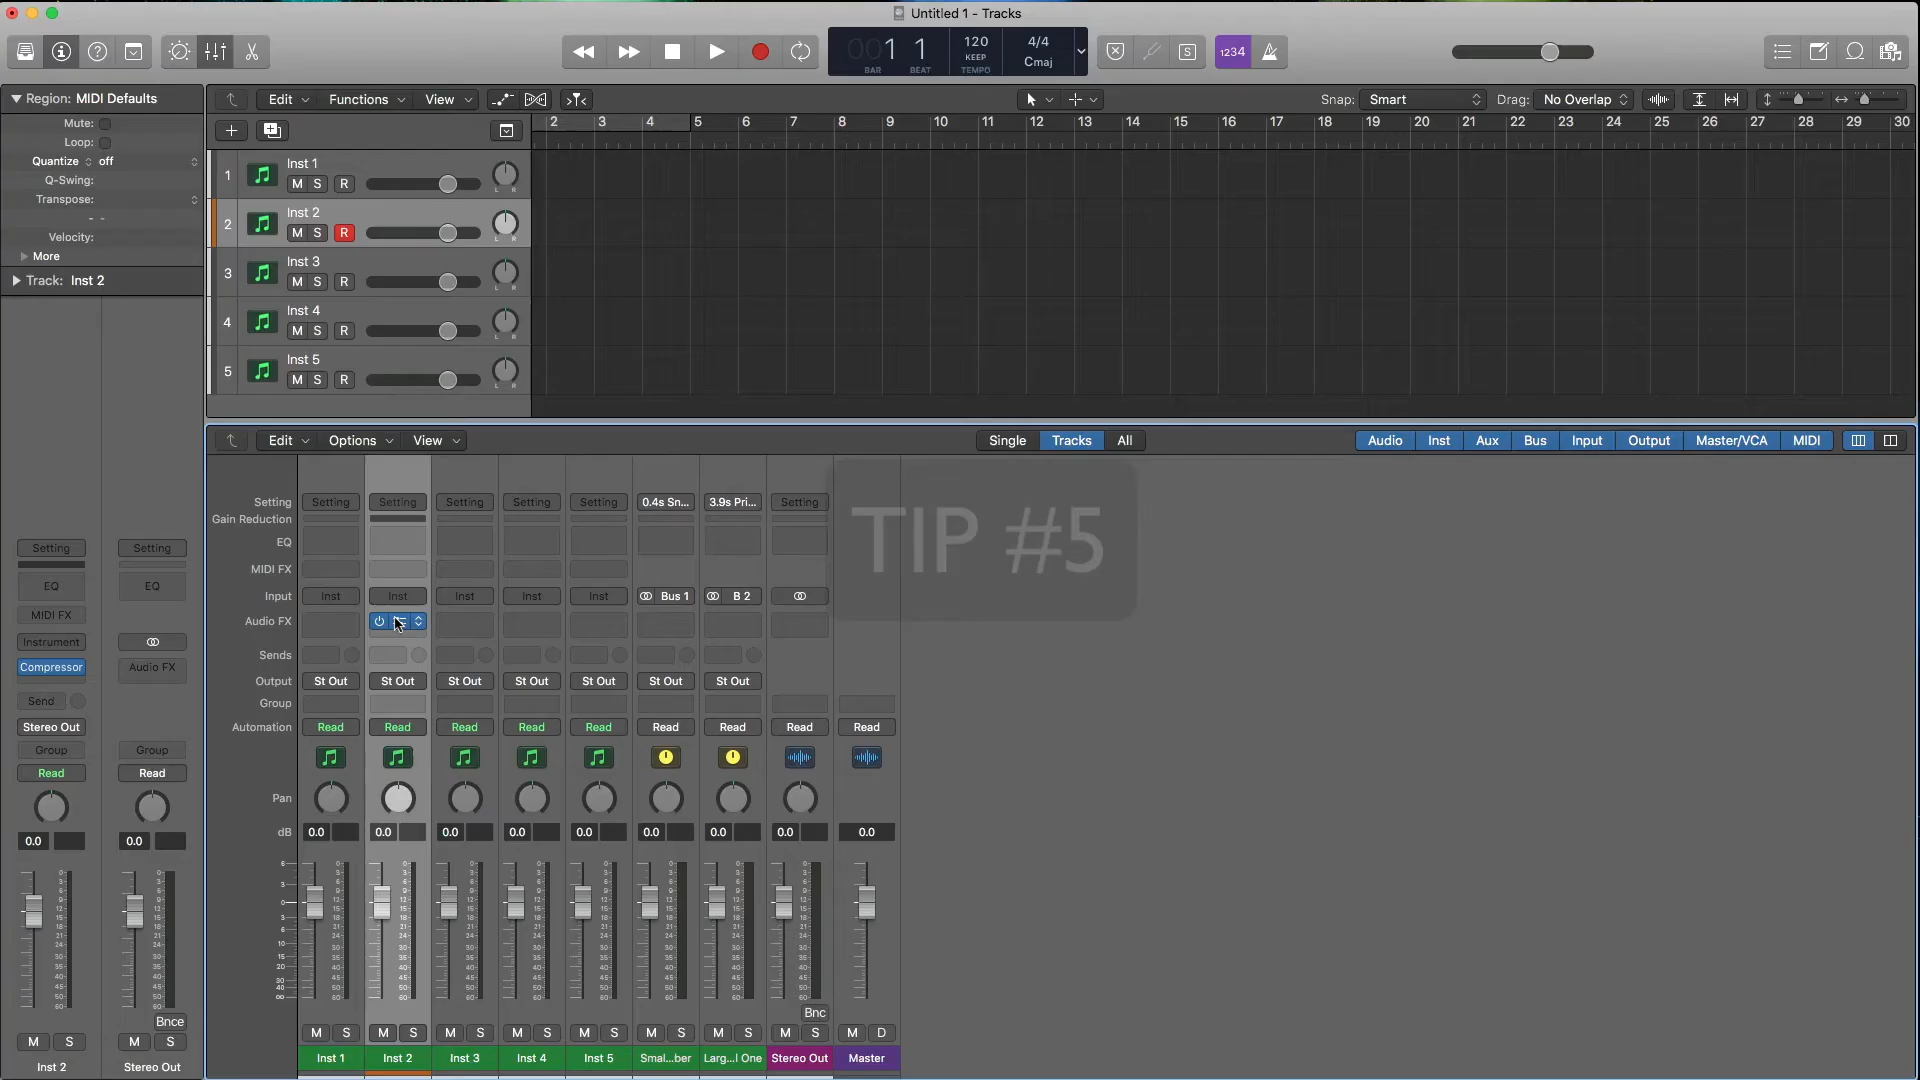 Untitled 1 - Tracks
001 1
BAR BEAT
120
KEEP
TEMPO
4/4
Cmaj
S
1234
Region: MIDI Defaults
Mute:
Loop:
Quantize off
Q-Swing:
Transpose:
- -
Velocity:
More
Track: Inst 2
Edit Functions View
Snap: Smart Drag: No Overlap
2 3 4 5 6 7 8 9 10 11 12 13 14 15 16 17 18 19 20 21 22 23 24 25 26 27 28 29 30
1 Inst 1
M S R L R
2 Inst 2
M S R L R
3 Inst 3
M S R L R
4 Inst 4
M S R L R
5 Inst 5
M S R L R
Edit Options View Single Tracks All Audio Inst Aux Bus Input Output Master/VCA MIDI
TIP #5
Setting Setting Setting Setting Setting Setting 0.4s Sn... 3.9s Pri... Setting
Gain Reduction
EQ
MIDI FX
Input Inst Inst Inst Inst Inst Bus 1 B 2
Audio FX
Sends
Output St Out St Out St Out St Out St Out St Out St Out
Group
Automation Read Read Read Read Read Read Read Read Read
Pan
dB 0.0 0.0 0.0 0.0 0.0 0.0 0.0 0.0 0.0
Bnc
M S M S M S M S M S M S M S M S M D
Inst 1 Inst 2 Inst 3 Inst 4 Inst 5 Smal...ber Larg...l One Stereo Out Master
Setting Setting
EQ EQ
MIDI FX
Instrument
Compressor Audio FX
Send
Stereo Out
Group Group
Read Read
0.0 0.0
Bnce
M S M S
Inst 2 Stereo Out